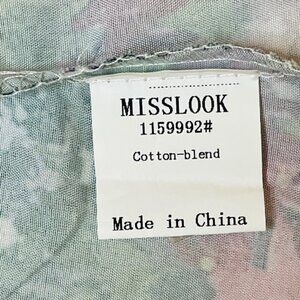 MISSLOOK
1159992#
Cotton-blend
Made in China